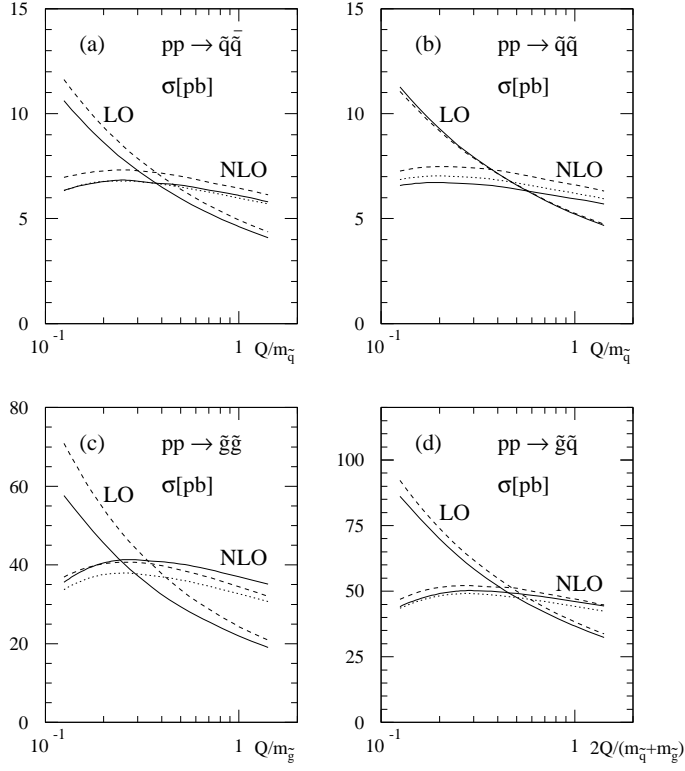 (a) pp → q̃q̃̄
σ[pb]
LO
NLO
15
10
5
0
10⁻¹ 1 Q/m_q̃
(b) pp → q̃q̃
σ[pb]
LO
NLO
15
10
5
0
10⁻¹ 1 Q/m_q̃
(c) pp → g̃g̃
σ[pb]
LO
NLO
80
60
40
20
0
10⁻¹ 1 Q/m_g̃
(d) pp → g̃q̃
σ[pb]
LO
NLO
100
75
50
25
0
10⁻¹ 1 2Q/(m_q̃+m_g̃)